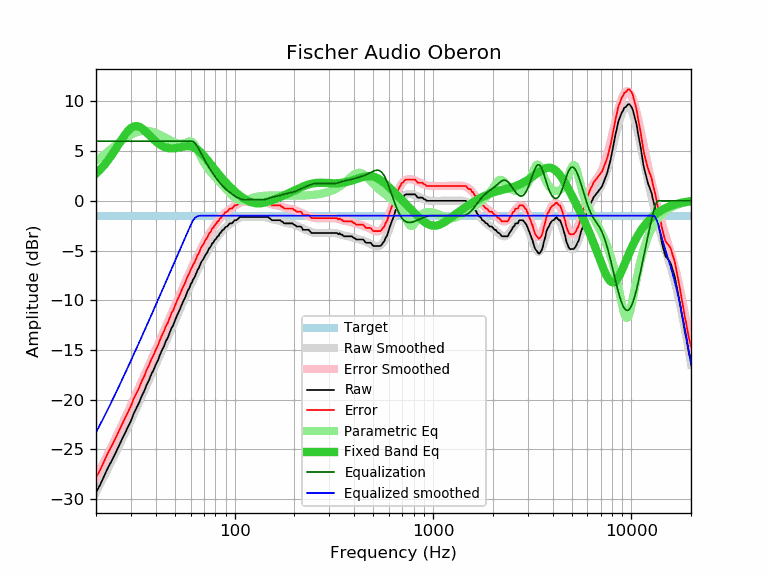 Fischer Audio Oberon
Amplitude (dBr)
10
5
0
−5
−10
−15
−20
−25
−30
Target
Raw Smoothed
Error Smoothed
Raw
Error
Parametric Eq
Fixed Band Eq
Equalization
Equalized smoothed
100 1000 10000
Frequency (Hz)